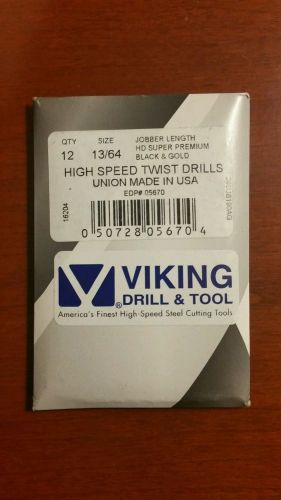 QTY SIZE JOBBER LENGTH
12 13/64 HD SUPER PREMIUM
BLACK & GOLD
HIGH SPEED TWIST DRILLS
UNION MADE IN USA
EDP# 05670
16204
0 50728 05670 4
VIKING
® DRILL & TOOL
America's Finest High-Speed Steel Cutting Tools